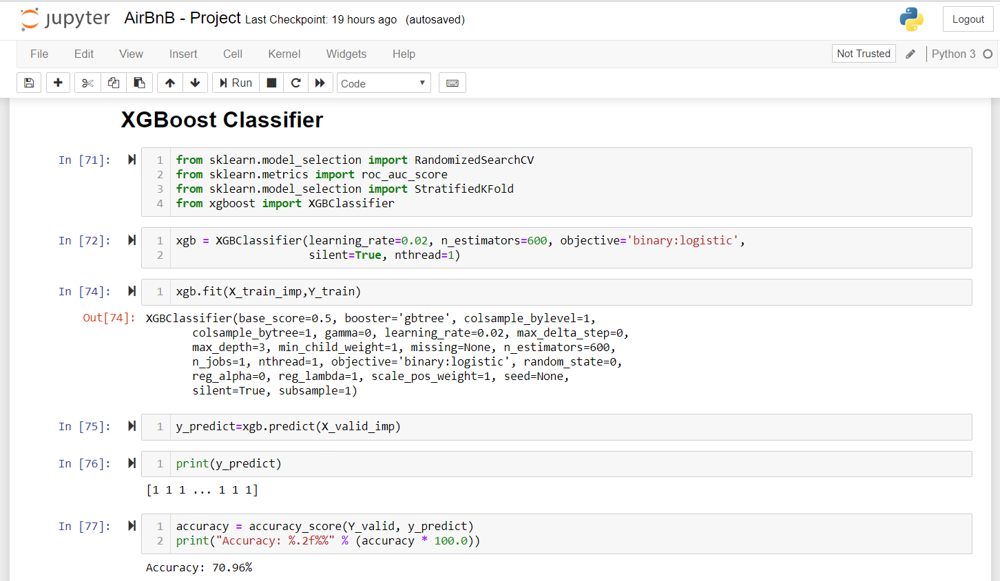 jupyter AirBnB - Project Last Checkpoint: 19 hours ago (autosaved) Logout
File Edit View Insert Cell Kernel Widgets Help Not Trusted Python 3
Run Code
XGBoost Classifier
In [71]: 1 from sklearn.model_selection import RandomizedSearchCV
2 from sklearn.metrics import roc_auc_score
3 from sklearn.model_selection import StratifiedKFold
4 from xgboost import XGBClassifier
In [72]: 1 xgb = XGBClassifier(learning_rate=0.02, n_estimators=600, objective='binary:logistic',
2 silent=True, nthread=1)
In [74]: 1 xgb.fit(X_train_imp,Y_train)
Out[74]: XGBClassifier(base_score=0.5, booster='gbtree', colsample_bylevel=1,
colsample_bytree=1, gamma=0, learning_rate=0.02, max_delta_step=0,
max_depth=3, min_child_weight=1, missing=None, n_estimators=600,
n_jobs=1, nthread=1, objective='binary:logistic', random_state=0,
reg_alpha=0, reg_lambda=1, scale_pos_weight=1, seed=None,
silent=True, subsample=1)
In [75]: 1 y_predict=xgb.predict(X_valid_imp)
In [76]: 1 print(y_predict)
[1 1 1 ... 1 1 1]
In [77]: 1 accuracy = accuracy_score(Y_valid, y_predict)
2 print("Accuracy: %.2f%%" % (accuracy * 100.0))
Accuracy: 70.96%